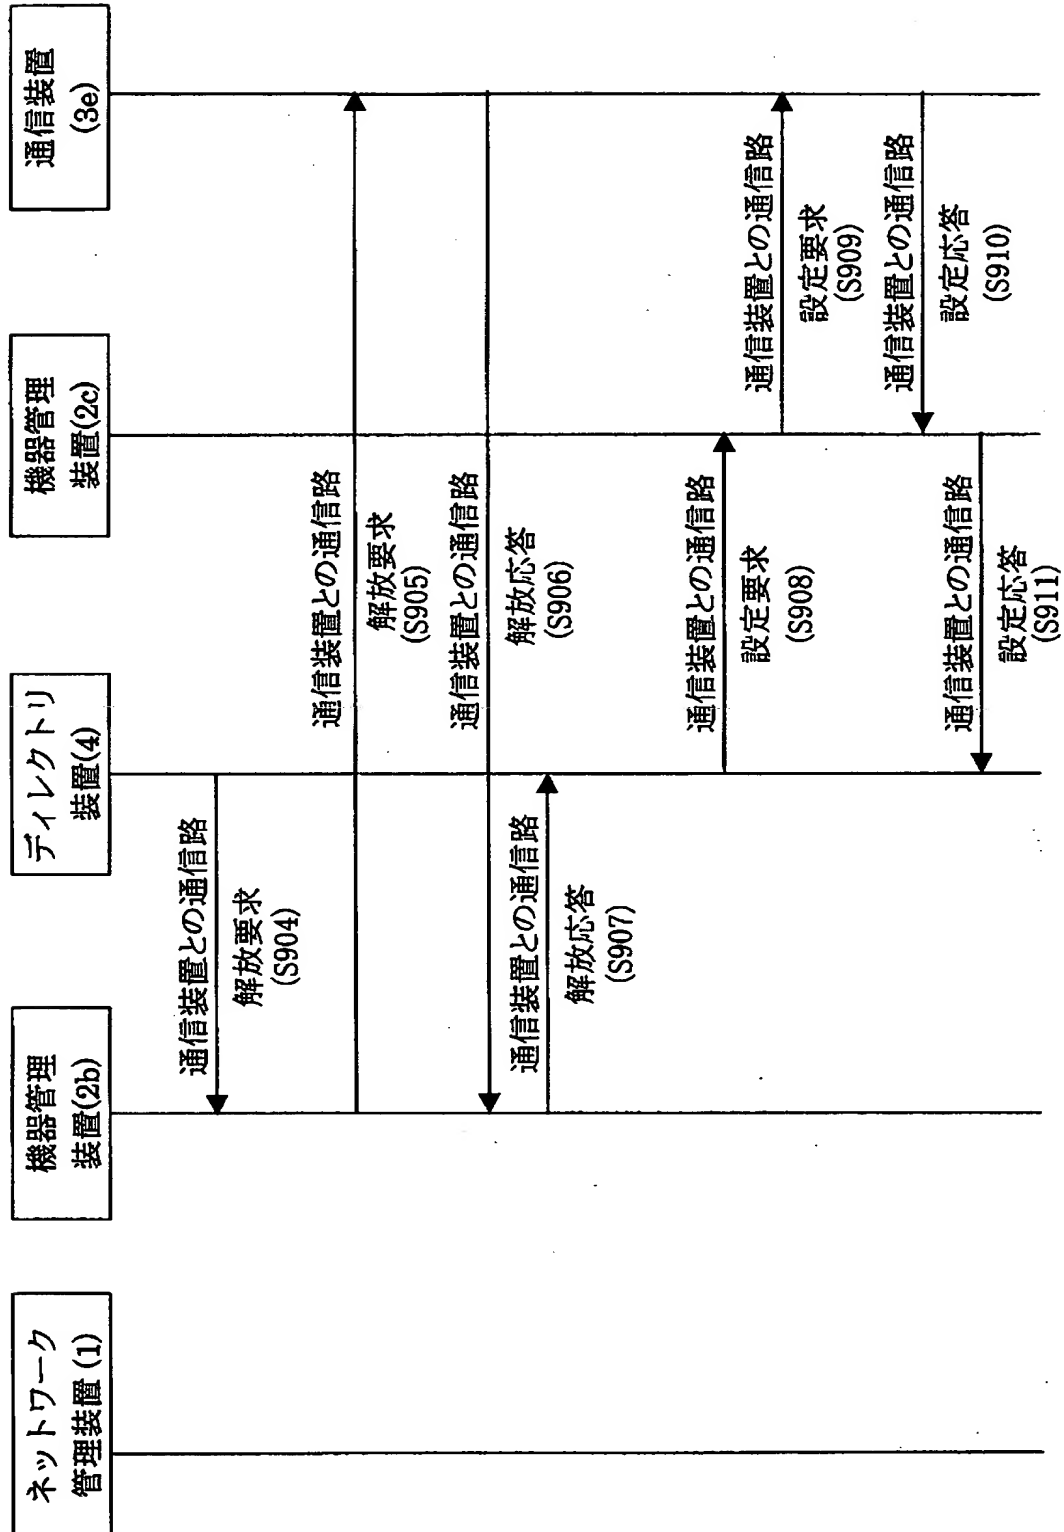 ネットワーク
管理装置(1)
機器管理
装置(2b)
ディレクトリ
装置(4)
機器管理
装置(2c)
通信装置
(3e)
通信装置との通信路
解放要求
(S904)
通信装置との通信路
解放要求
(S905)
通信装置との通信路
解放応答
(S906)
通信装置との通信路
解放応答
(S907)
通信装置との通信路
設定要求
(S908)
通信装置との通信路
設定要求
(S909)
通信装置との通信路
設定応答
(S910)
通信装置との通信路
設定応答
(S911)